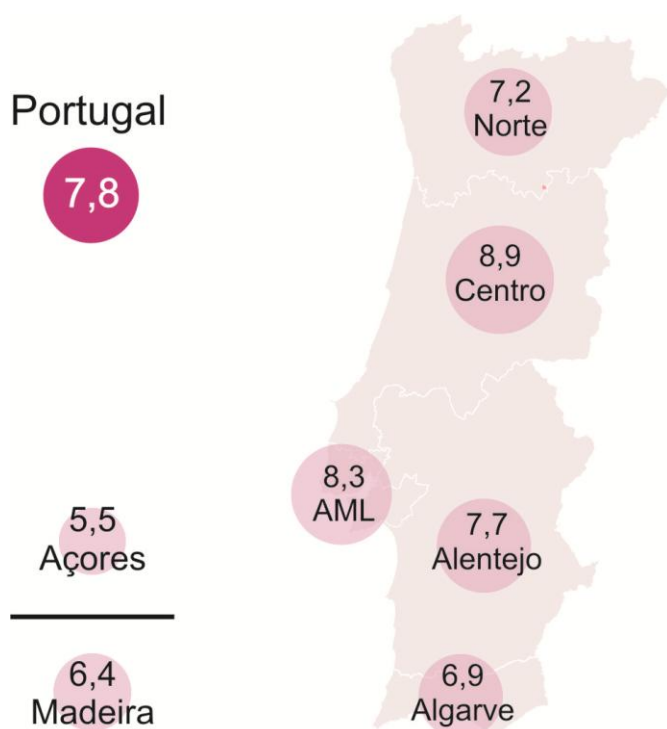 Portugal
7,8
7,2
Norte
8,9
Centro
8,3
AML
7,7
Alentejo
5,5
Açores
6,4
Madeira
6,9
Algarve